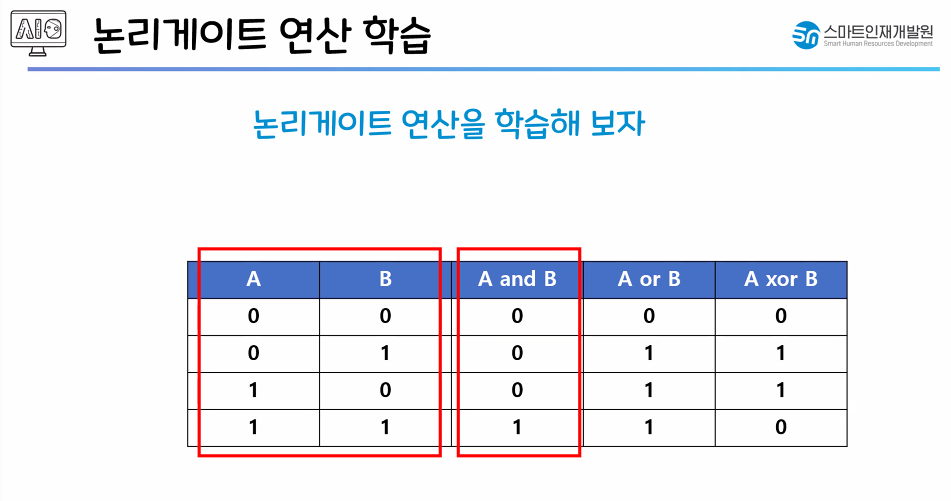 AI
논리게이트 연산 학습
스마트인재개발원
Smart Human Resources Development
논리게이트 연산을 학습해 보자
A B A and B A or B A xor B
0 0 0 0 0
0 1 0 1 1
1 0 0 1 1
1 1 1 1 0